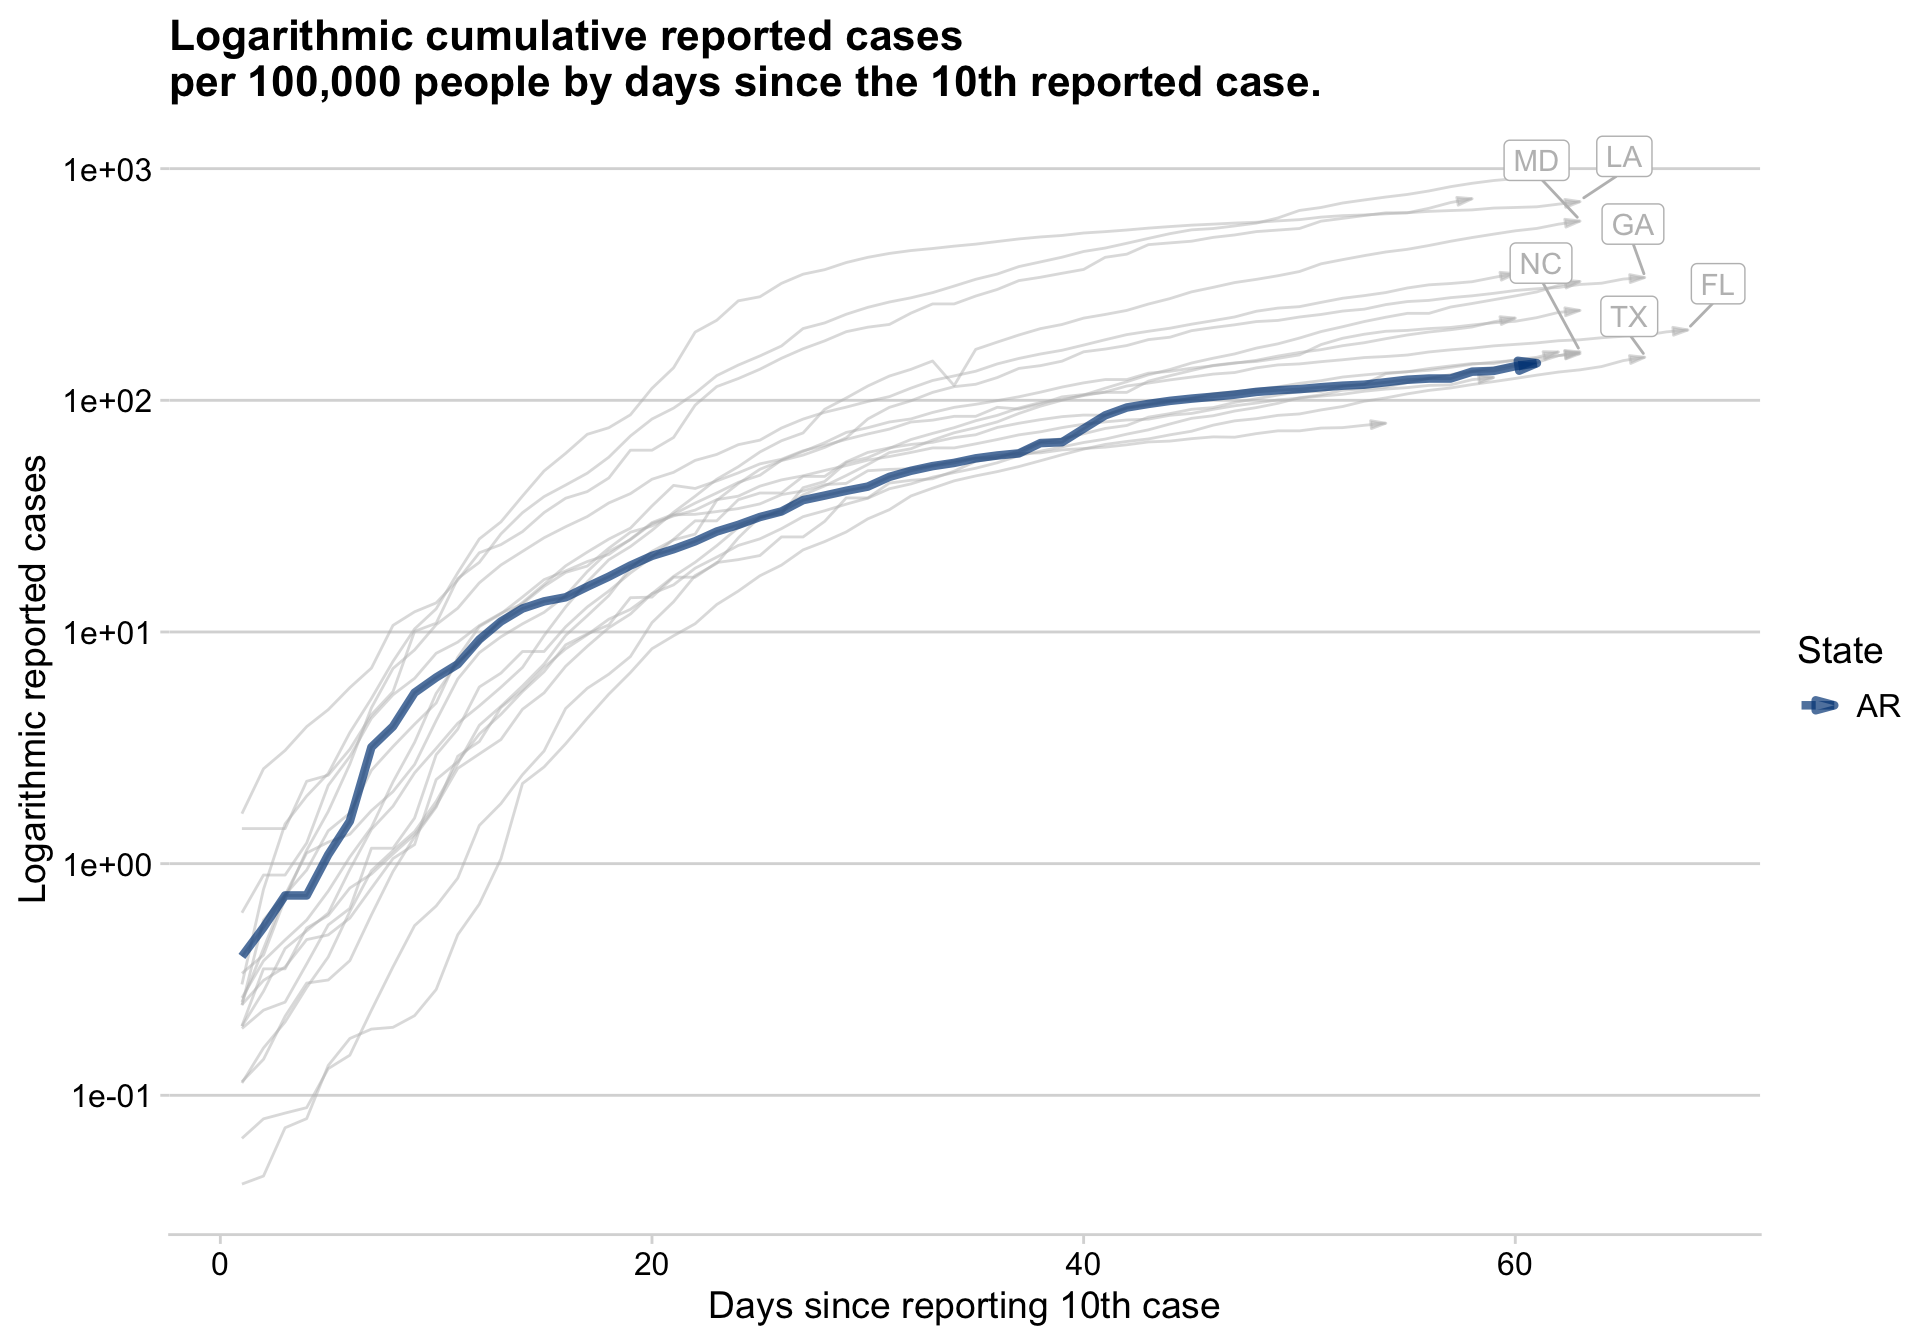 Logarithmic cumulative reported cases
per 100,000 people by days since the 10th reported case.
Logarithmic reported cases
1e+03
1e+02
1e+01
1e+00
1e-01
MD
LA
GA
NC
FL
TX
State
AR
0
20
40
60
Days since reporting 10th case